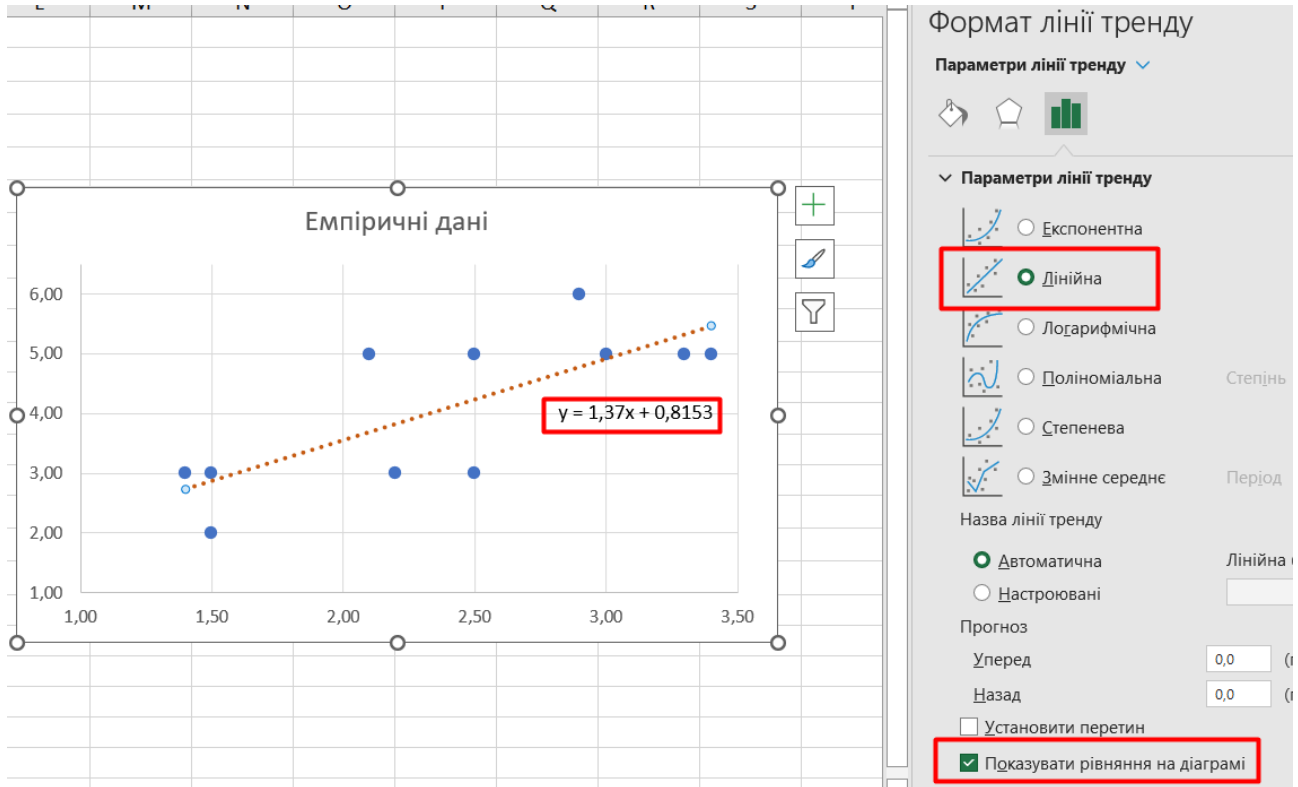 Формат лінії тренду
Параметри лінії тренду
Параметри лінії тренду
Експонентна
Лінійна
Логарифмічна
Поліноміальна Степінь
Степенева
Змінне середнє Період
Назва лінії тренду
Автоматична Лінійна
Настроювані
Прогноз
Уперед 0,0
Назад 0,0
Установити перетин
Показувати рівняння на діаграмі
Емпіричні дані
6,00
5,00
4,00
3,00
2,00
1,00
y = 1,37x + 0,8153
1,00 1,50 2,00 2,50 3,00 3,50